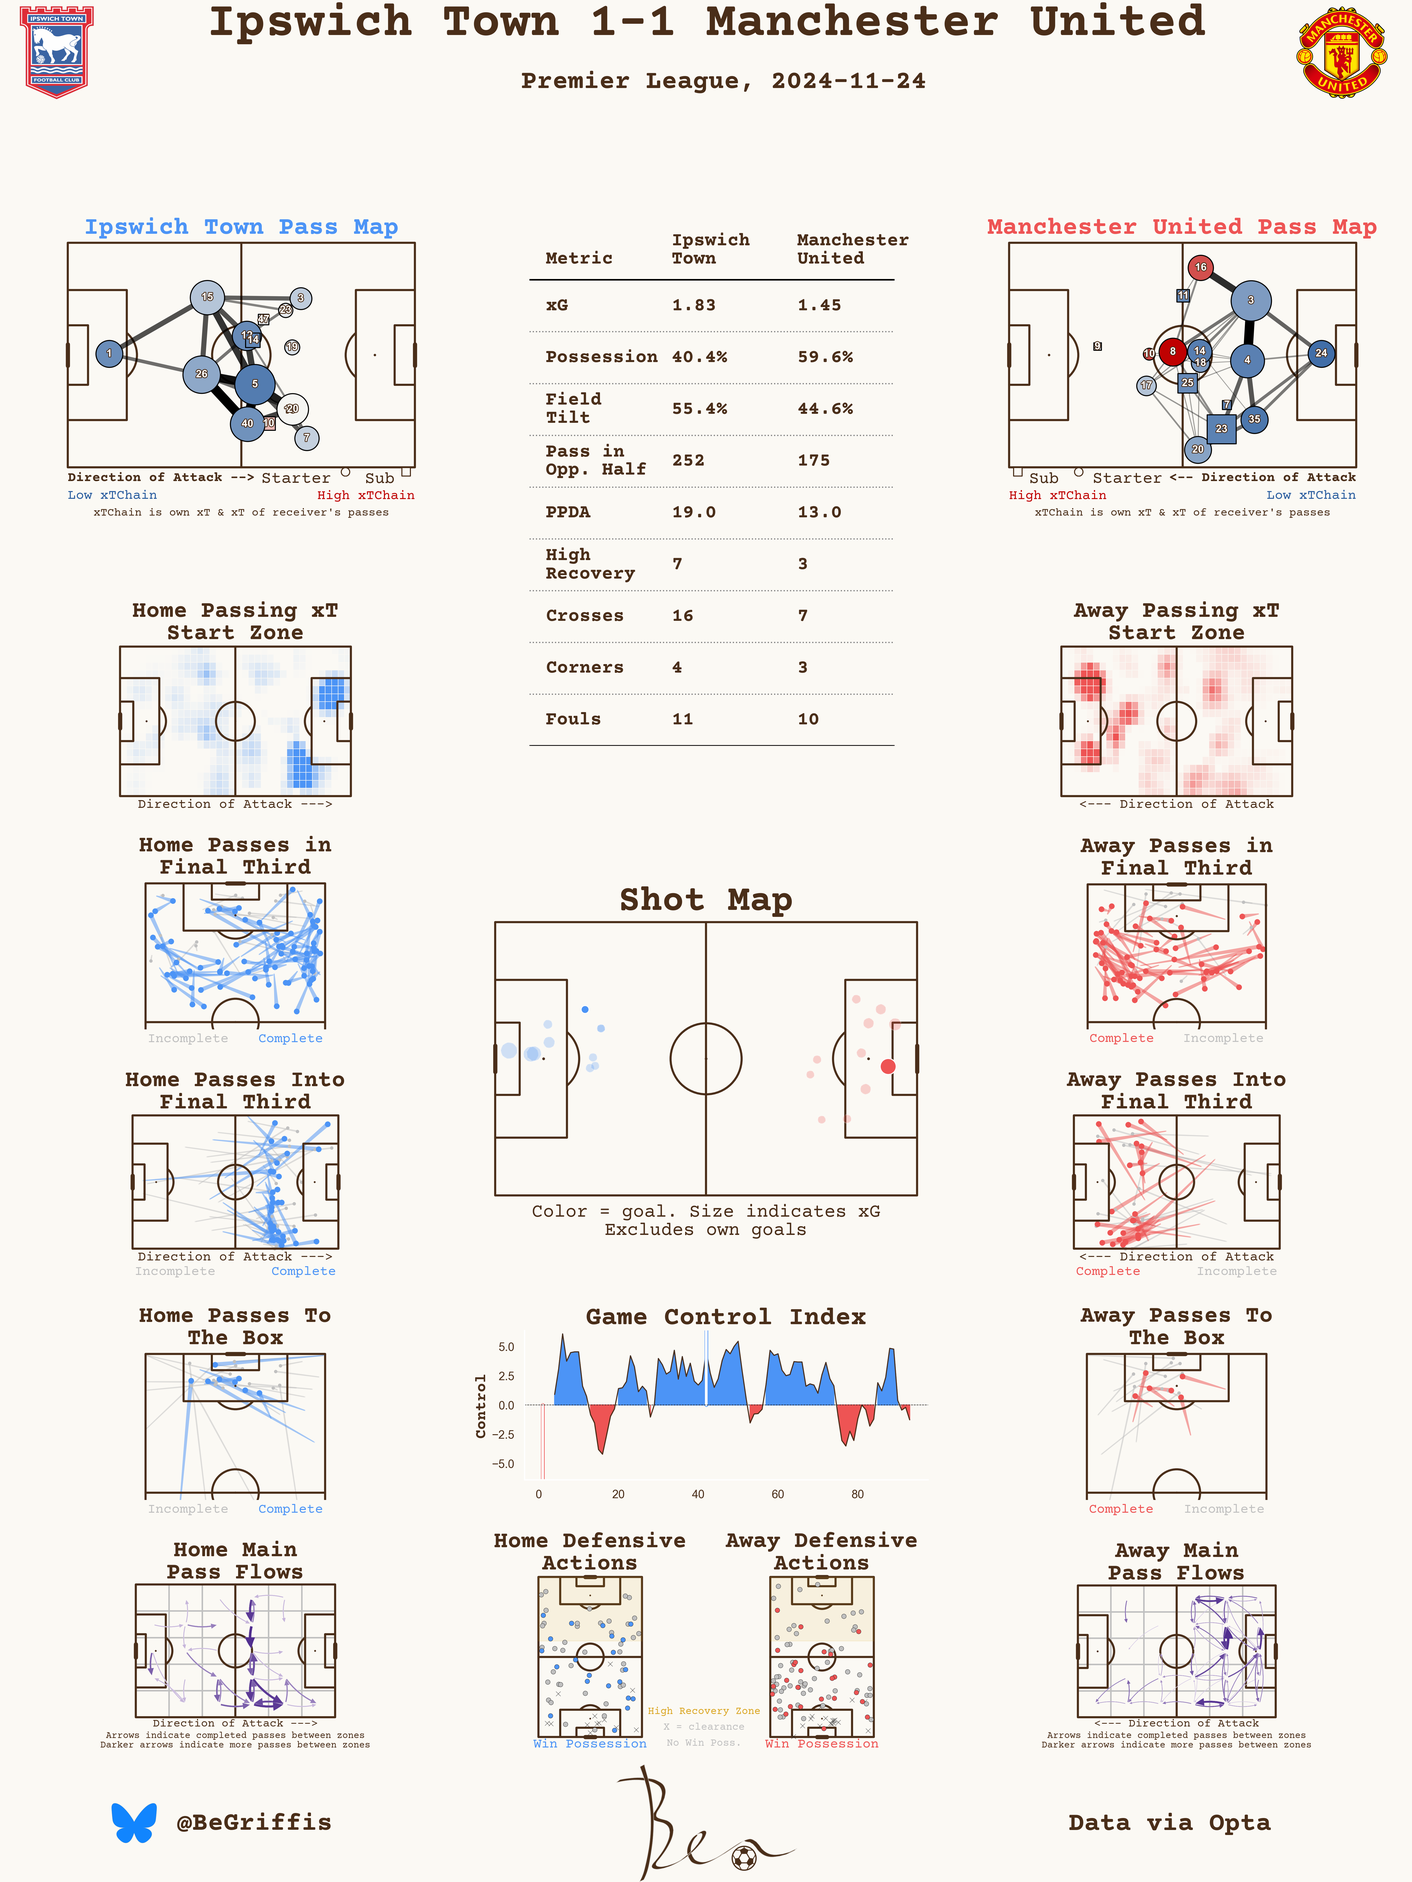 Ipswich Town 1-1 Manchester United
Premier League, 2024-11-24
IPSWICH TOWN
FOOTBALL CLUB
MANCHESTER
UNITED
Ipswich Town Pass Map
15
3
23
47
12
14
19
1
26
5
20
40
10
7
Direction of Attack --> Starter Sub
Low xTChain High xTChain
xTChain is own xT & xT of receiver's passes
Metric Ipswich Town Manchester United
xG 1.83 1.45
Possession 40.4% 59.6%
Field Tilt 55.4% 44.6%
Pass in Opp. Half 252 175
PPDA 19.0 13.0
High Recovery 7 3
Crosses 16 7
Corners 4 3
Fouls 11 10
Manchester United Pass Map
16
11
3
9
10
8
14
18
4
24
17
25
7
23
35
20
Sub Starter <-- Direction of Attack
High xTChain Low xTChain
xTChain is own xT & xT of receiver's passes
Home Passing xT
Start Zone
Direction of Attack --->
Away Passing xT
Start Zone
<--- Direction of Attack
Home Passes in
Final Third
Incomplete Complete
Away Passes in
Final Third
Complete Incomplete
Shot Map
Color = goal. Size indicates xG
Excludes own goals
Home Passes Into
Final Third
Direction of Attack --->
Incomplete Complete
Away Passes Into
Final Third
<--- Direction of Attack
Complete Incomplete
Home Passes To
The Box
Incomplete Complete
Game Control Index
Control
5.0
2.5
0.0
−2.5
−5.0
0 20 40 60 80
Away Passes To
The Box
Complete Incomplete
Home Main
Pass Flows
Direction of Attack --->
Arrows indicate completed passes between zones
Darker arrows indicate more passes between zones
Home Defensive
Actions
Win Possession
High Recovery Zone
X = clearance
No Win Poss.
Away Defensive
Actions
Win Possession
Away Main
Pass Flows
<--- Direction of Attack
Arrows indicate completed passes between zones
Darker arrows indicate more passes between zones
@BeGriffis
Ben
Data via Opta